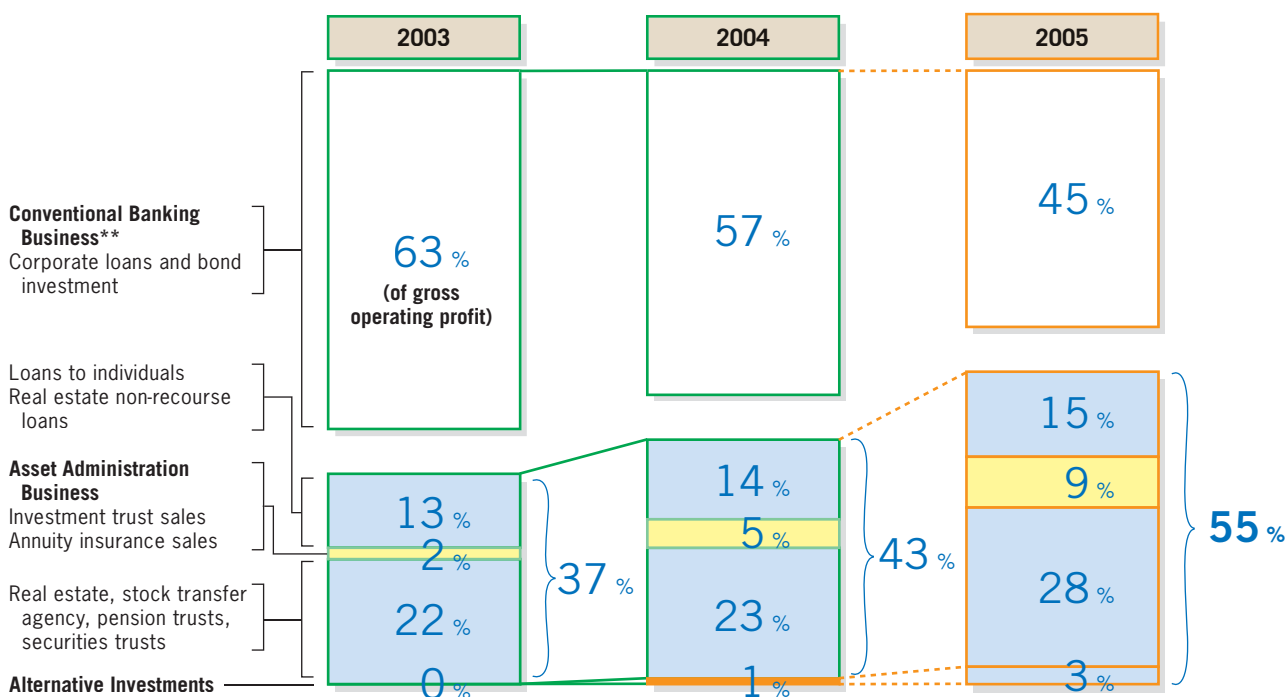 2003
2004
2005
Conventional Banking
Business**
Corporate loans and bond
investment
63 %
(of gross
operating profit)
57 %
45 %
Loans to individuals
Real estate non-recourse
loans
Asset Administration
Business
Investment trust sales
Annuity insurance sales
Real estate, stock transfer
agency, pension trusts,
securities trusts
Alternative Investments
13 %
2 %
22 %
0 %
37 %
14 %
5 %
23 %
1 %
43 %
15 %
9 %
28 %
3 %
55 %